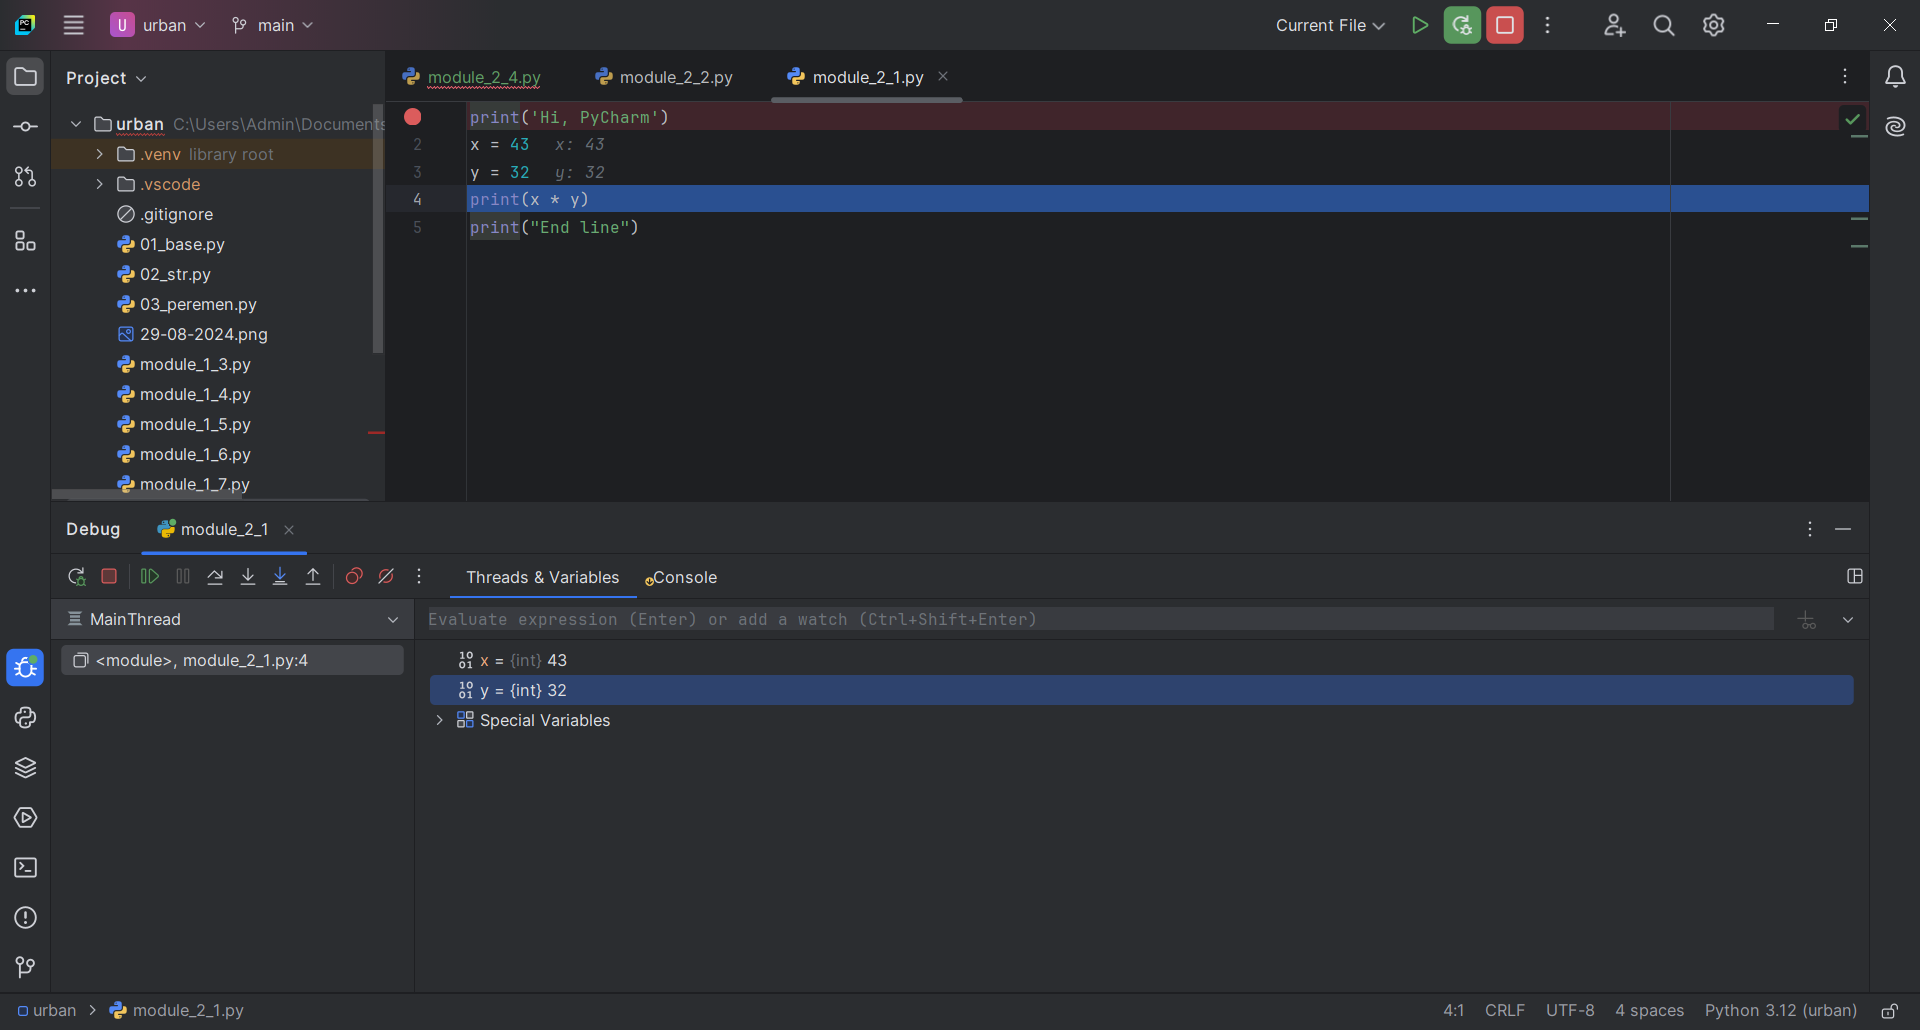 U urban main Current File
Project
module_2_4.py module_2_2.py module_2_1.py
urban C:\Users\Admin\Documents
.venv library root
.vscode
.gitignore
01_base.py
02_str.py
03_peremen.py
29-08-2024.png
module_1_3.py
module_1_4.py
module_1_5.py
module_1_6.py
module_1_7.py
print('Hi, PyCharm')
2 x = 43 x: 43
3 y = 32 y: 32
4 print(x * y)
5 print("End line")
Debug module_2_1
Threads & Variables Console
MainThread
<module>, module_2_1.py:4
Evaluate expression (Enter) or add a watch (Ctrl+Shift+Enter)
x = {int} 43
y = {int} 32
Special Variables
urban > module_2_1.py 4:1 CRLF UTF-8 4 spaces Python 3.12 (urban)